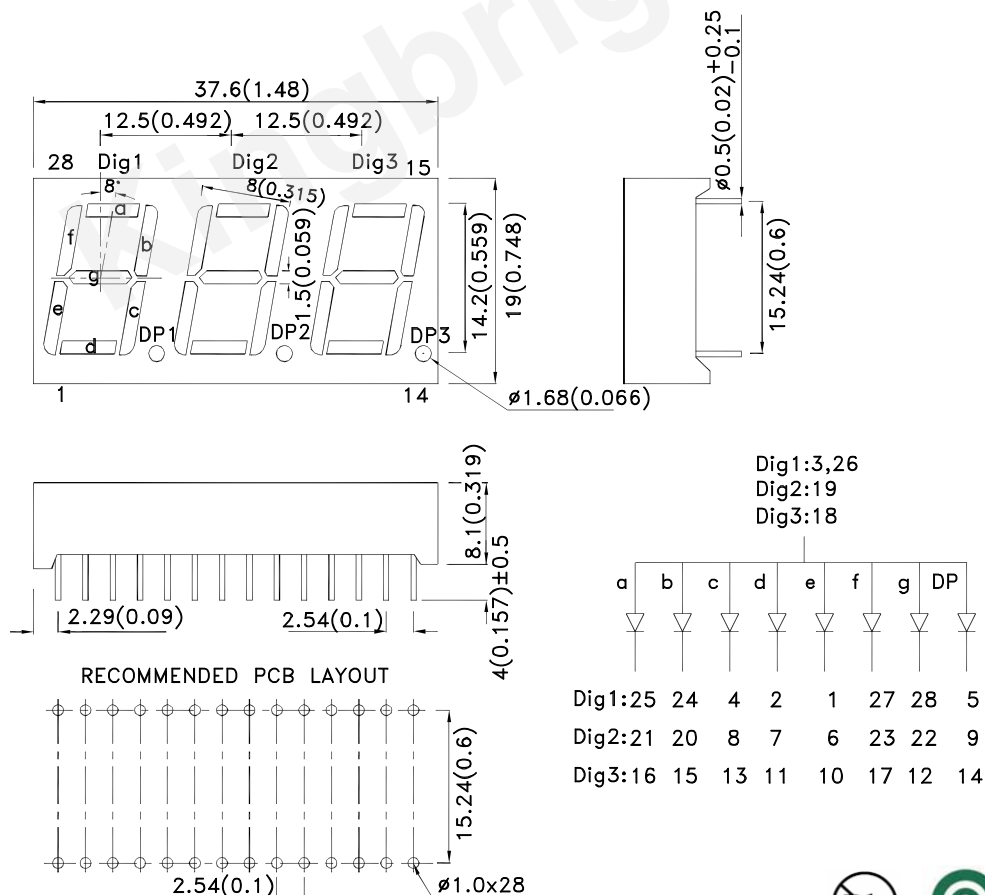 Kingbrig
37.6(1.48)
12.5(0.492) 12.5(0.492)
28 Dig1 Dig2 Dig3 15
8°
8(0.315)
a
f b
g
e c
d
DP1 DP2 DP3
1.5(0.059)
14.2(0.559)
19(0.748)
1 14
ø1.68(0.066)
ø0.5(0.02)+0.25
-0.1
15.24(0.6)
8.1(0.319)
4(0.157)±0.5
2.29(0.09) 2.54(0.1)
RECOMMENDED PCB LAYOUT
15.24(0.6)
2.54(0.1) ø1.0x28
Dig1:3,26
Dig2:19
Dig3:18
a b c d e f g DP
Dig1:25 24 4 2 1 27 28 5
Dig2:21 20 8 7 6 23 22 9
Dig3:16 15 13 11 10 17 12 14